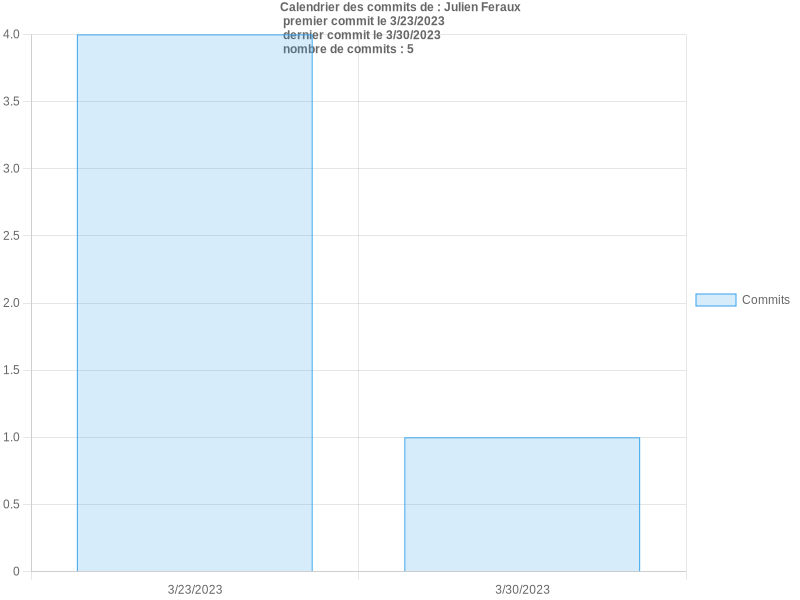 Calendrier des commits de : Julien Feraux
premier commit le 3/23/2023
dernier commit le 3/30/2023
nombre de commits : 5
4.0
3.5
3.0
2.5
2.0
1.5
1.0
0.5
0
3/23/2023
3/30/2023
Commits